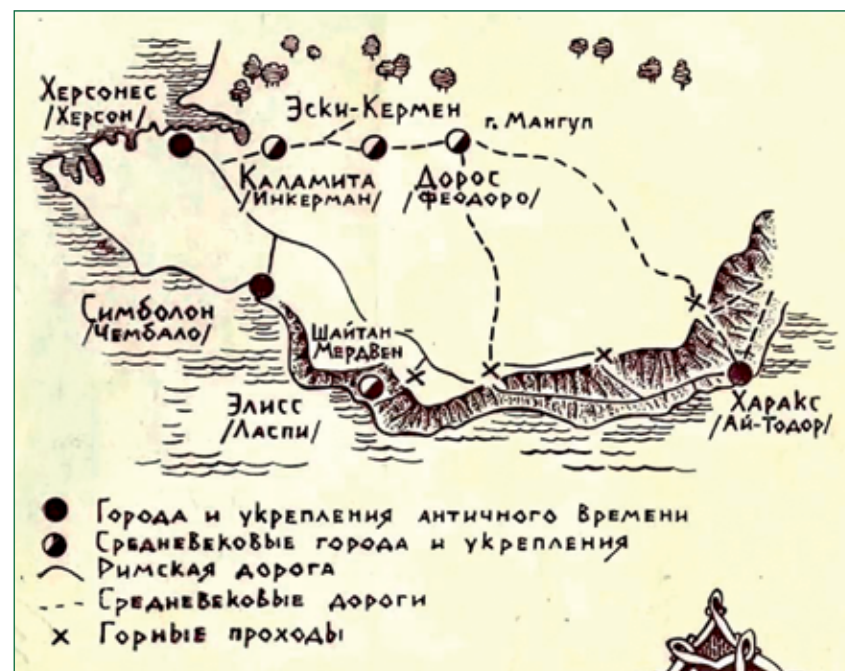 Херсонес
/Херсон/
Эски-Кермен
г. Мангуп
Каламита
/Инкерман/
Дорос
/Феодоро/
Символон
/Чембало/
Шайтан-
Мердвен
Элисс
/Ласпи/
Харакс
/Ай-Тодор/
Города и укрепления античного времени
Средневековые города и укрепления
Римская дорога
Средневековые дороги
Горные проходы